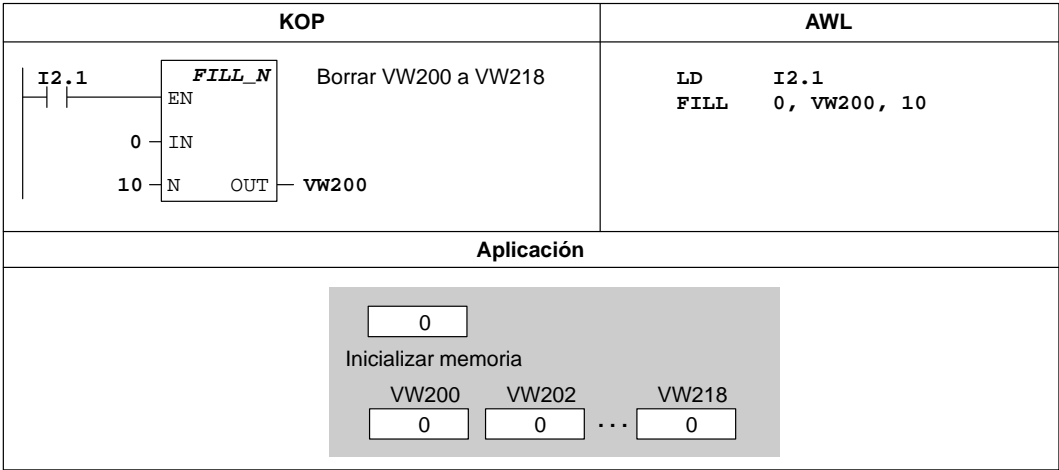 KOP
AWL
I2.1
FILL_N
Borrar VW200 a VW218
EN
0
IN
10
N
OUT
VW200
LD I2.1
FILL 0, VW200, 10
Aplicación
0
Inicializar memoria
VW200 VW202 VW218
0 0 ... 0